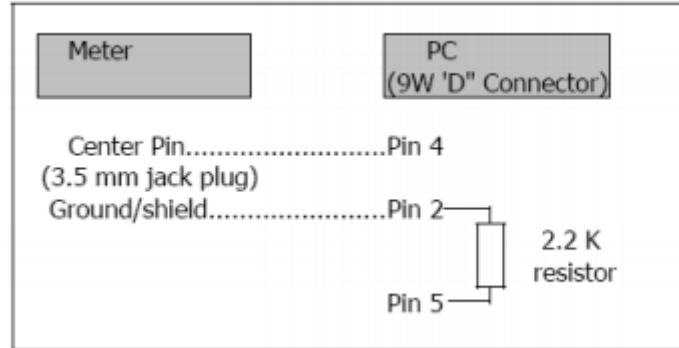 Meter
PC
(9W 'D" Connector)
Center Pin..........................Pin 4
(3.5 mm jack plug)
Ground/shield.......................Pin 2
2.2 K
resistor
Pin 5